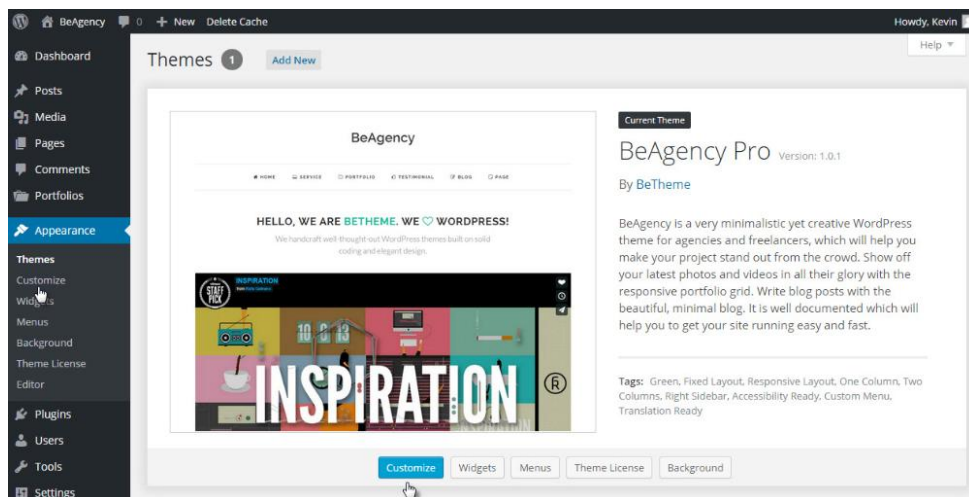 BeAgency 0 + New Delete Cache
Howdy, Kevin
Help
Dashboard
Posts
Media
Pages
Comments
Portfolios
Appearance
Themes
Customize
Widgets
Menus
Background
Theme License
Editor
Plugins
Users
Tools
Settings
Themes 1 Add New
BeAgency
HOME SERVICE PORTFOLIO TESTIMONIAL BLOG PAGE
HELLO, WE ARE BETHEME. WE WORDPRESS!
We handcraft well-thought-out WordPress themes built on solid
coding and elegant design.
INSPIRATION
STAFF
PICK
10 0 13
INSPIRATION
R
Current Theme
BeAgency Pro Version: 1.0.1
By BeTheme
BeAgency is a very minimalistic yet creative WordPress
theme for agencies and freelancers, which will help you
make your project stand out from the crowd. Show off
your latest photos and videos in all their glory with the
responsive portfolio grid. Write blog posts with the
beautiful, minimal blog. It is well documented which will
help you to get your site running easy and fast.
Tags: Green, Fixed Layout, Responsive Layout, One Column, Two
Columns, Right Sidebar, Accessibility Ready, Custom Menu,
Translation Ready
Customize Widgets Menus Theme License Background